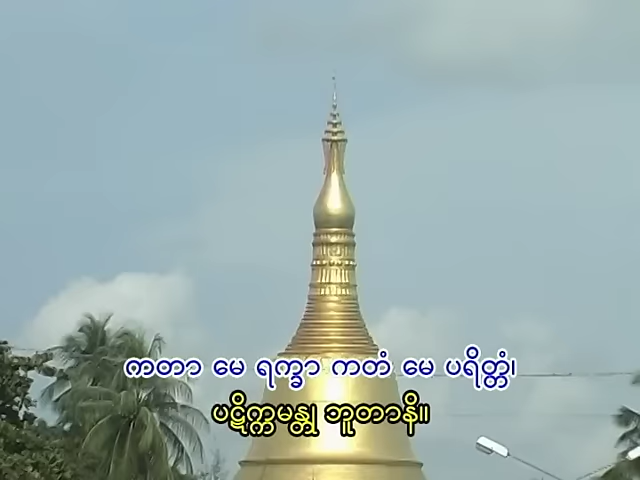 ကတာ မေ ရက္ခာ ကတံ မေ ပရိတ္တံ၊
ပဋိက္ကမန္တု ဘူတာနိ။